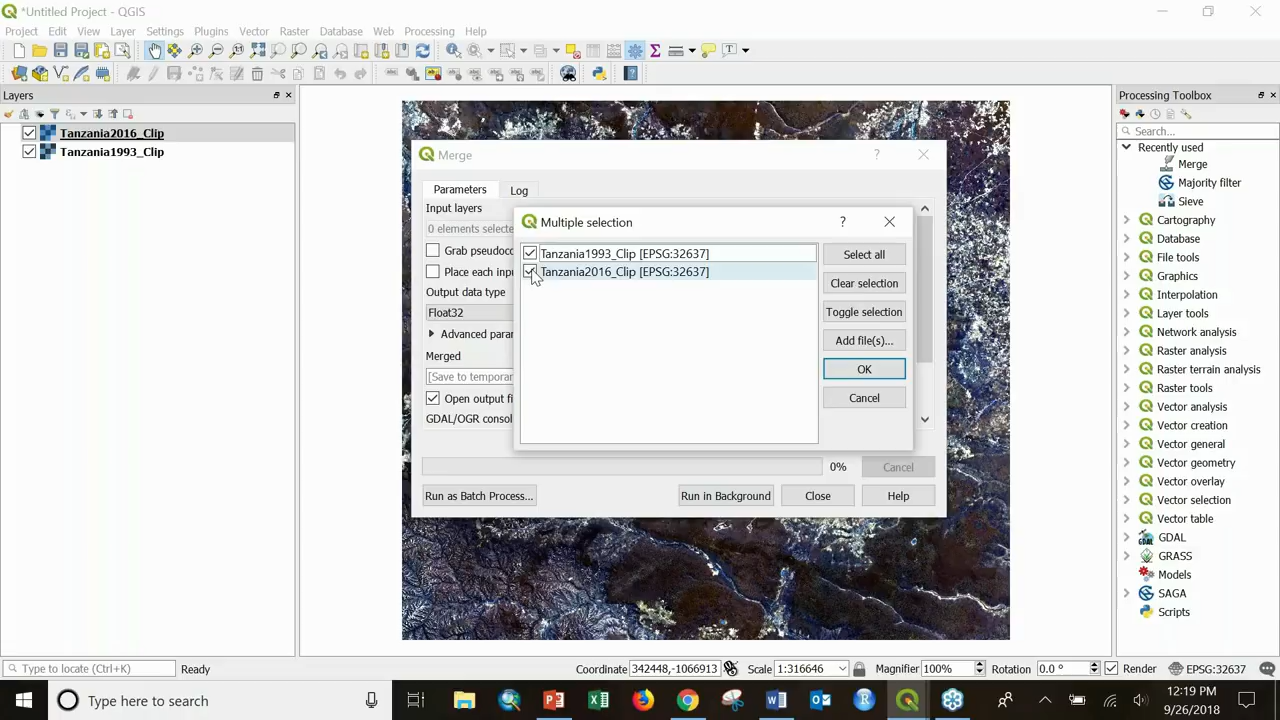 *Untitled Project - QGIS
Project Edit View Layer Settings Plugins Vector Raster Database Web Processing Help
Layers
Tanzania2016_Clip
Tanzania1993_Clip
Merge
Parameters Log
Input layers
0 elements selecte
Grab pseudoco
Place each inpu
Output data type
Float32
Advanced parar
Merged
[Save to temporar
Open output fi
GDAL/OGR consol
0% Cancel
Run as Batch Process... Run in Background Close Help
Multiple selection
Tanzania1993_Clip [EPSG:32637]
Tanzania2016_Clip [EPSG:32637]
Select all
Clear selection
Toggle selection
Add file(s)...
OK
Cancel
Processing Toolbox
Search...
Recently used
Merge
Majority filter
Sieve
Cartography
Database
File tools
Graphics
Interpolation
Layer tools
Network analysis
Raster analysis
Raster terrain analysis
Raster tools
Vector analysis
Vector creation
Vector general
Vector geometry
Vector overlay
Vector selection
Vector table
GDAL
GRASS
Models
SAGA
Scripts
Type to locate (Ctrl+K) Ready Coordinate 342448,-1066913 Scale 1:316646 Magnifier 100% Rotation 0.0 ° Render EPSG:32637
Type here to search
12:19 PM
9/26/2018